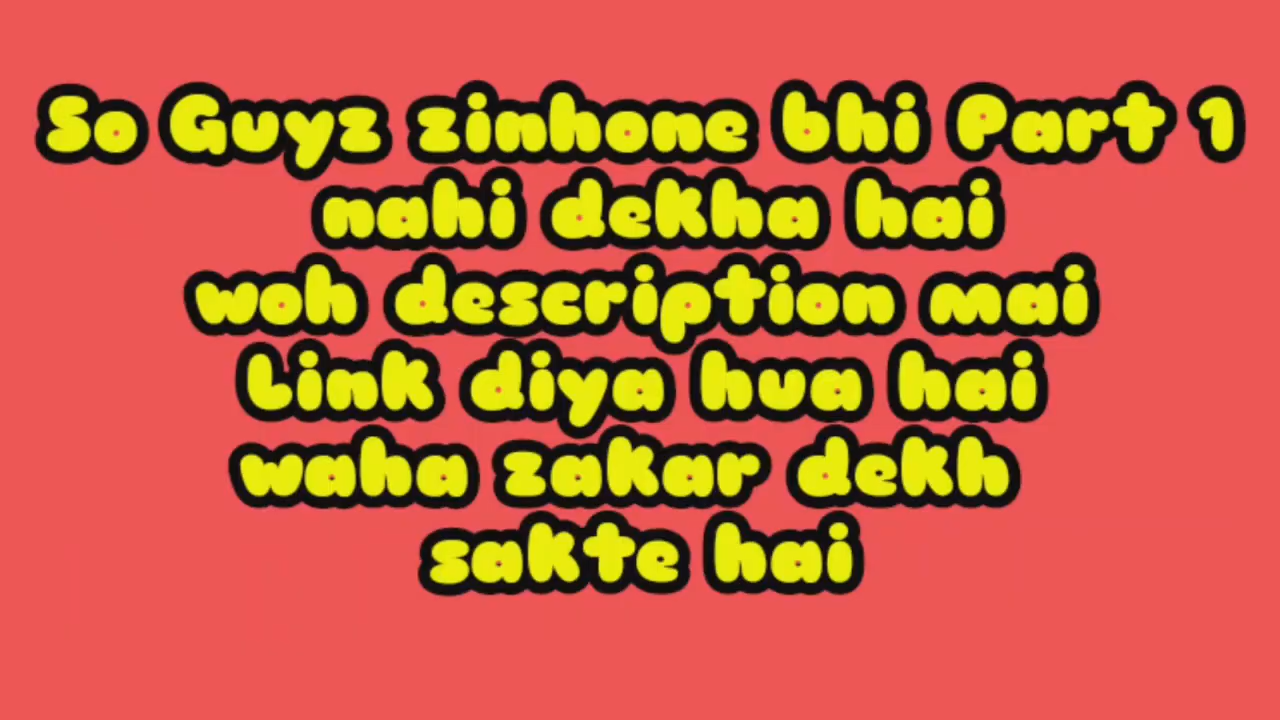 So Guyz zinhone bhi Part 1
nahi dekha hai
woh description mai
Link diya hua hai
waha zakar dekh
sakte hai